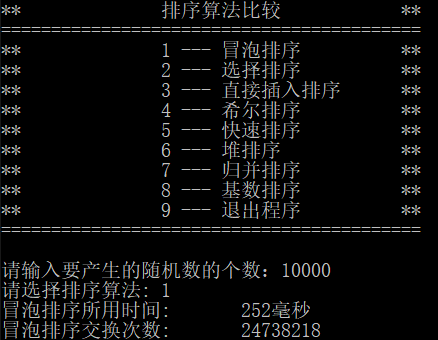 ** 排序算法比较 **
==========================================
** 1 --- 冒泡排序 **
** 2 --- 选择排序 **
** 3 --- 直接插入排序 **
** 4 --- 希尔排序 **
** 5 --- 快速排序 **
** 6 --- 堆排序 **
** 7 --- 归并排序 **
** 8 --- 基数排序 **
** 9 --- 退出程序 **
==========================================
请输入要产生的随机数的个数：10000
请选择排序算法: 1
冒泡排序所用时间: 252毫秒
冒泡排序交换次数: 24738218